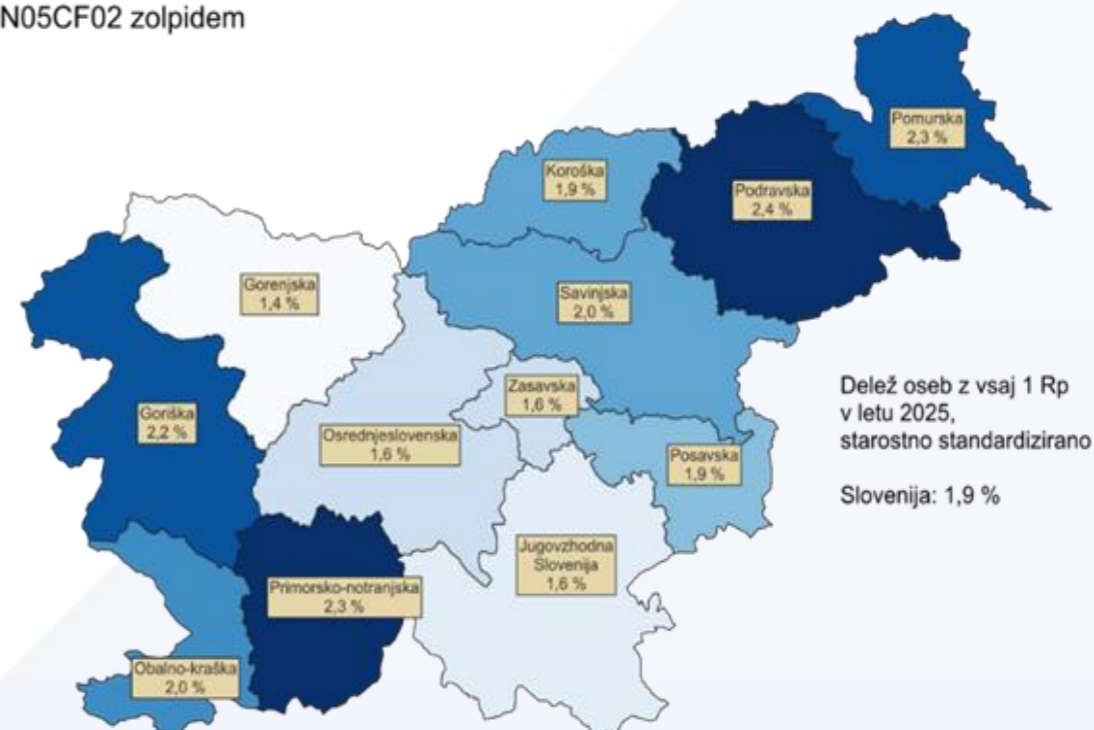 N05CF02 zolpidem
Pomurska
2,3 %
Koroška
1,9 %
Podravska
2,4 %
Gorenjska
1,4 %
Savinjska
2,0 %
Zasavska
1,6 %
Goriška
2,2 %
Osrednjeslovenska
1,6 %
Posavska
1,9 %
Delež oseb z vsaj 1 Rp
v letu 2025,
starostno standardizirano
Slovenija: 1,9 %
Jugovzhodna
Slovenija
1,6 %
Primorsko-notranjska
2,3 %
Obalno-kraška
2,0 %